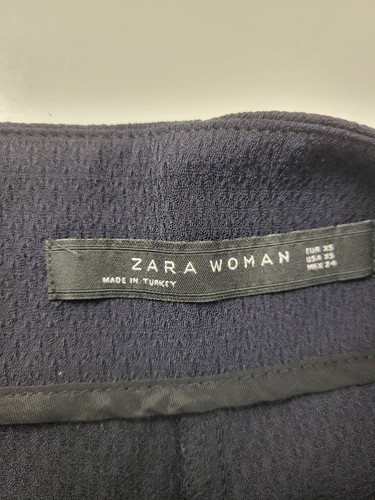 ZARA WOMAN
MADE IN TURKEY
EUR XS
USA XS
MEX 24